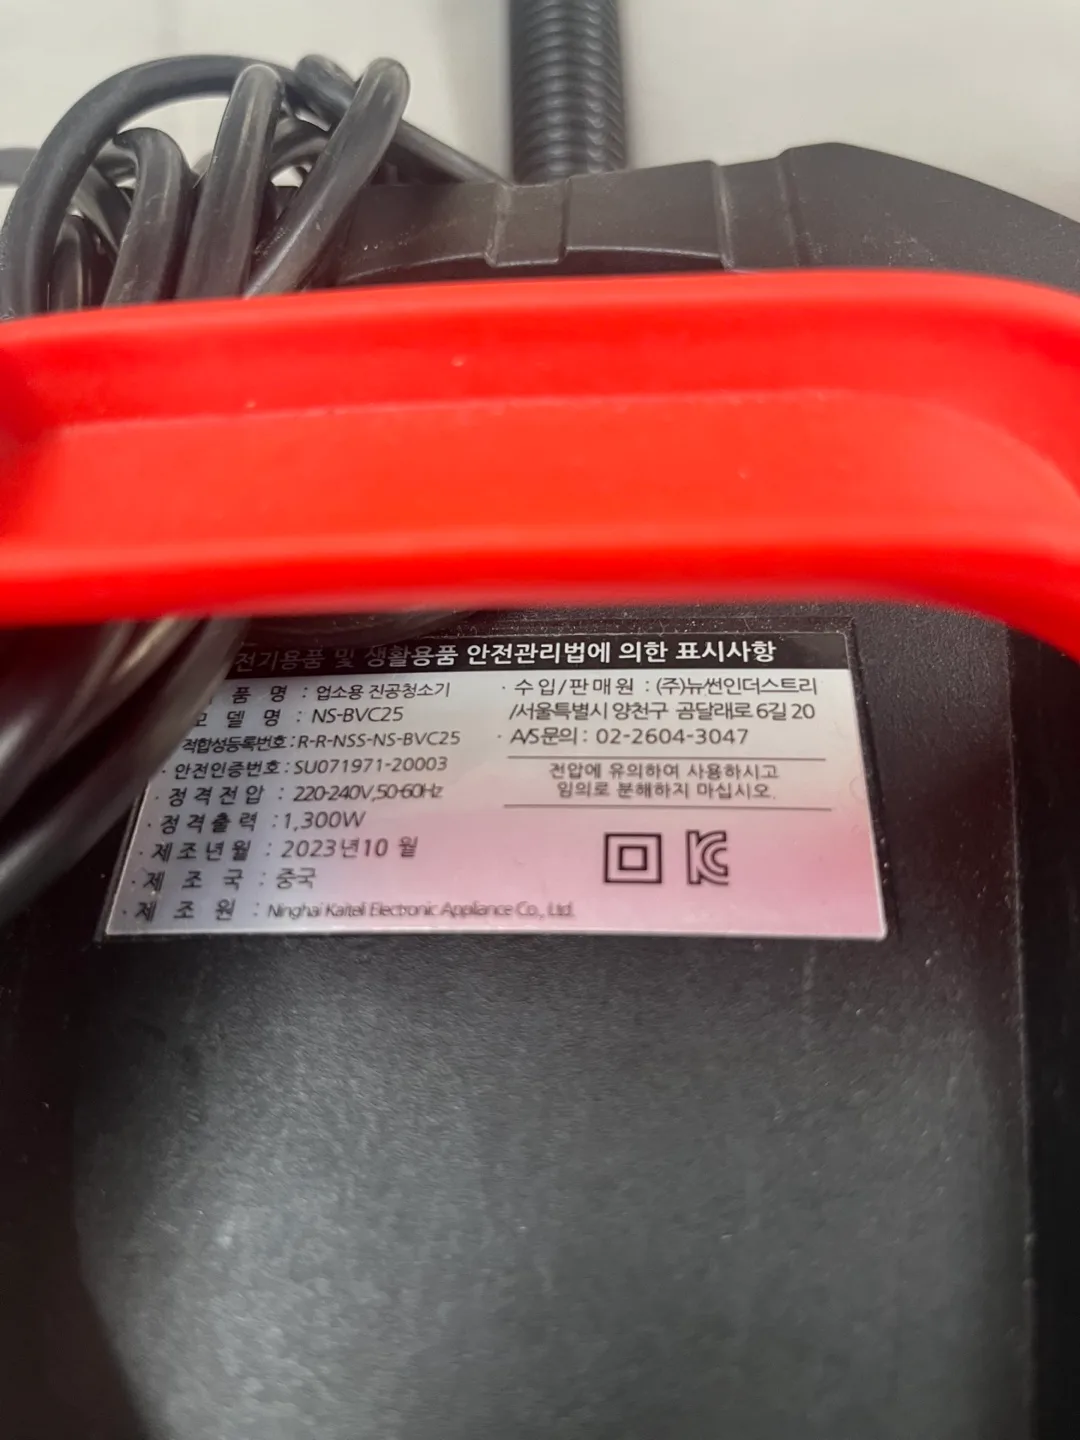 전기용품 및 생활용품 안전관리법에 의한 표시사항
품 명 : 업소용 진공청소기
모 델 명 : NS-BVC25
적합성등록번호 : R-R-NSS-NS-BVC25
· 안전인증번호 : SU071971-20003
· 정 격 전 압 : 220-240V,50-60Hz
· 정 격 출 력 : 1,300W
· 제 조 년 월 : 2023년10 월
· 제 조 국 : 중국
· 제 조 원 : Ninghai Kaiteli Electronic Appliance Co., Ltd.
· 수 입 / 판 매 원 : (주)뉴썬인더스트리
/서울특별시 양천구 곰달래로 6길 20
· A/S 문의 : 02-2604-3047
전압에 유의하여 사용하시고
임의로 분해하지 마십시오.